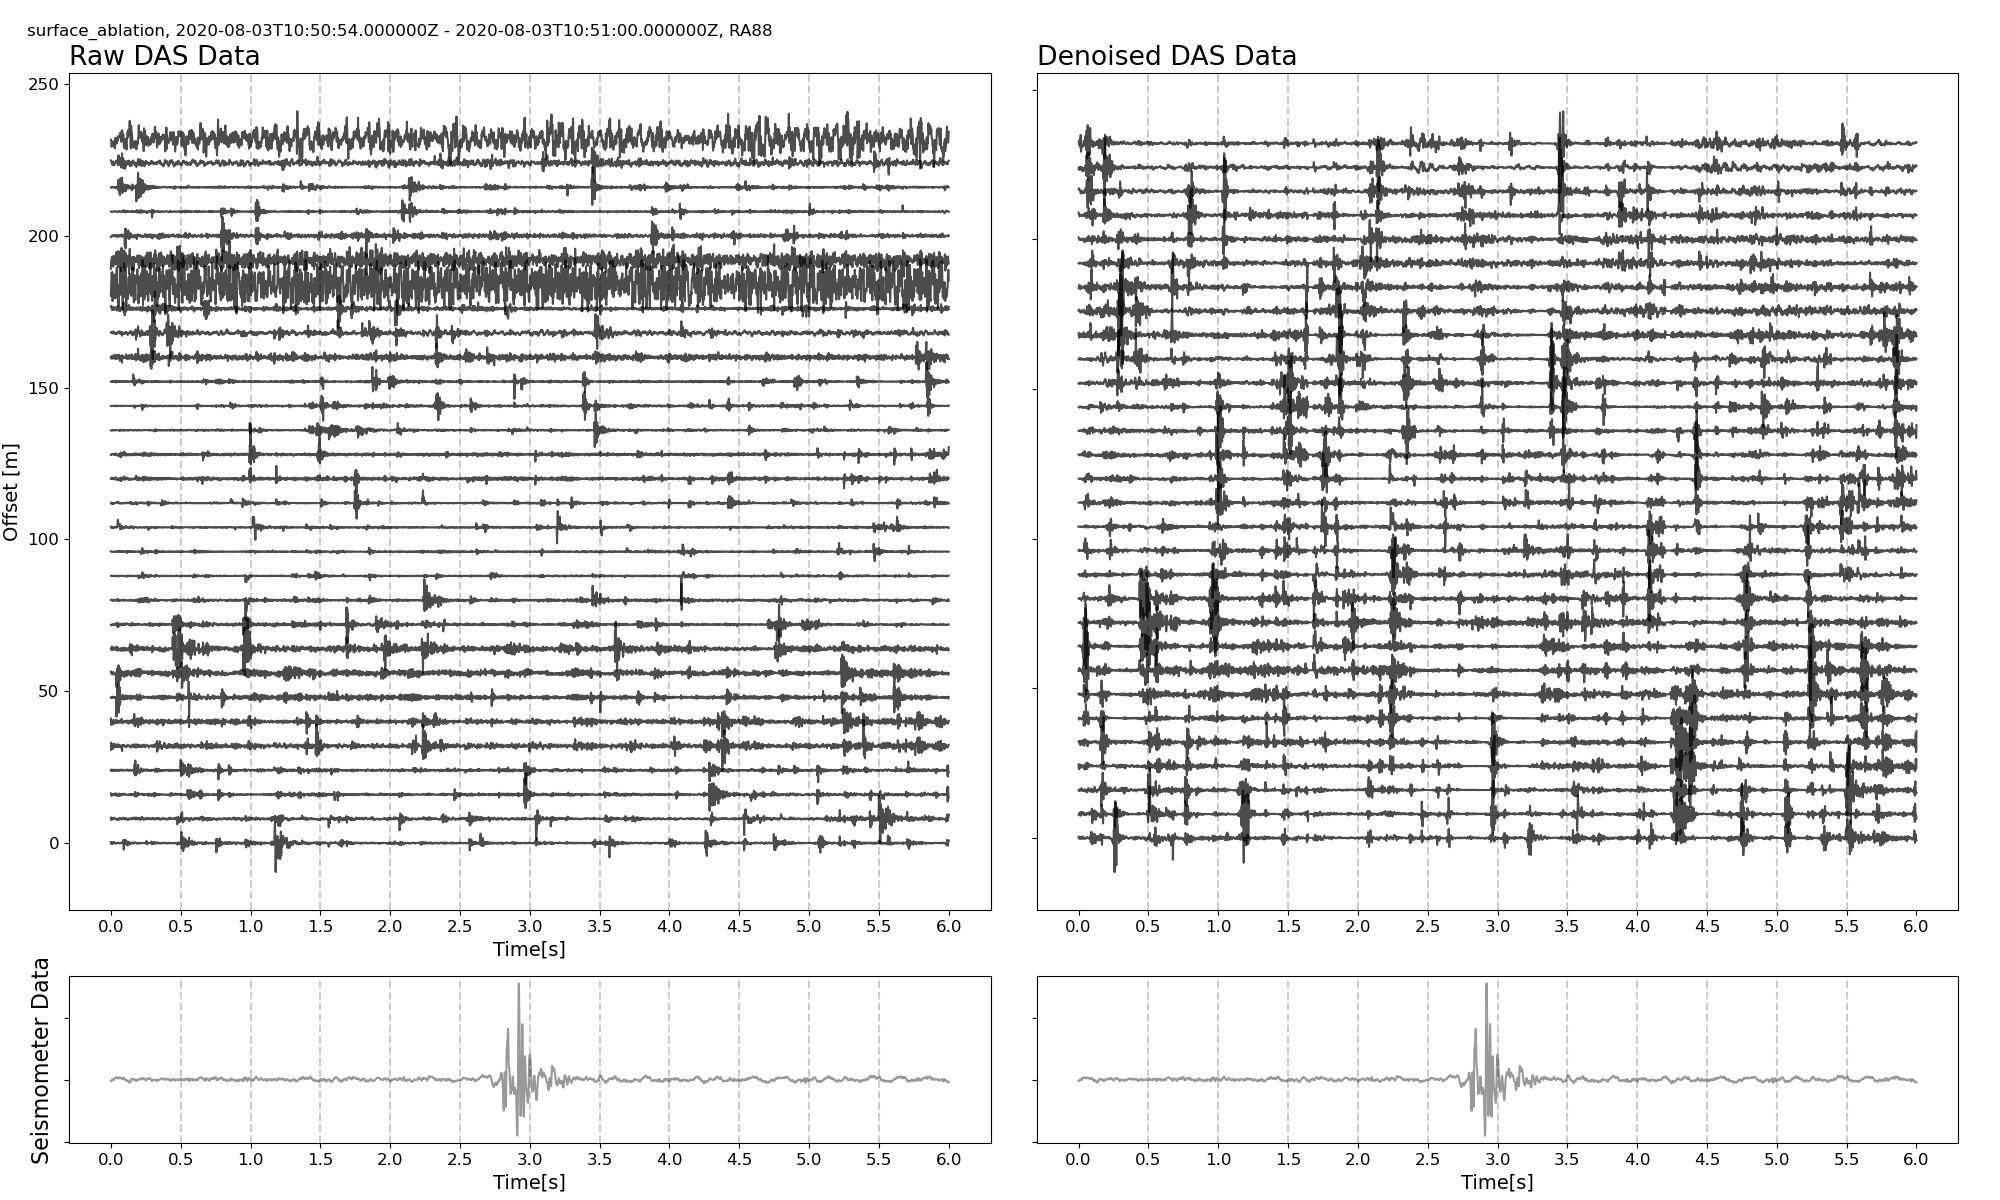 surface_ablation, 2020-08-03T10:50:54.000000Z - 2020-08-03T10:51:00.000000Z, RA88
Raw DAS Data
Denoised DAS Data
250
200
150
100
50
0
Offset [m]
0.0 0.5 1.0 1.5 2.0 2.5 3.0 3.5 4.0 4.5 5.0 5.5 6.0
Time[s]
0.0 0.5 1.0 1.5 2.0 2.5 3.0 3.5 4.0 4.5 5.0 5.5 6.0
Seismometer Data
0.0 0.5 1.0 1.5 2.0 2.5 3.0 3.5 4.0 4.5 5.0 5.5 6.0
Time[s]
0.0 0.5 1.0 1.5 2.0 2.5 3.0 3.5 4.0 4.5 5.0 5.5 6.0
Time[s]